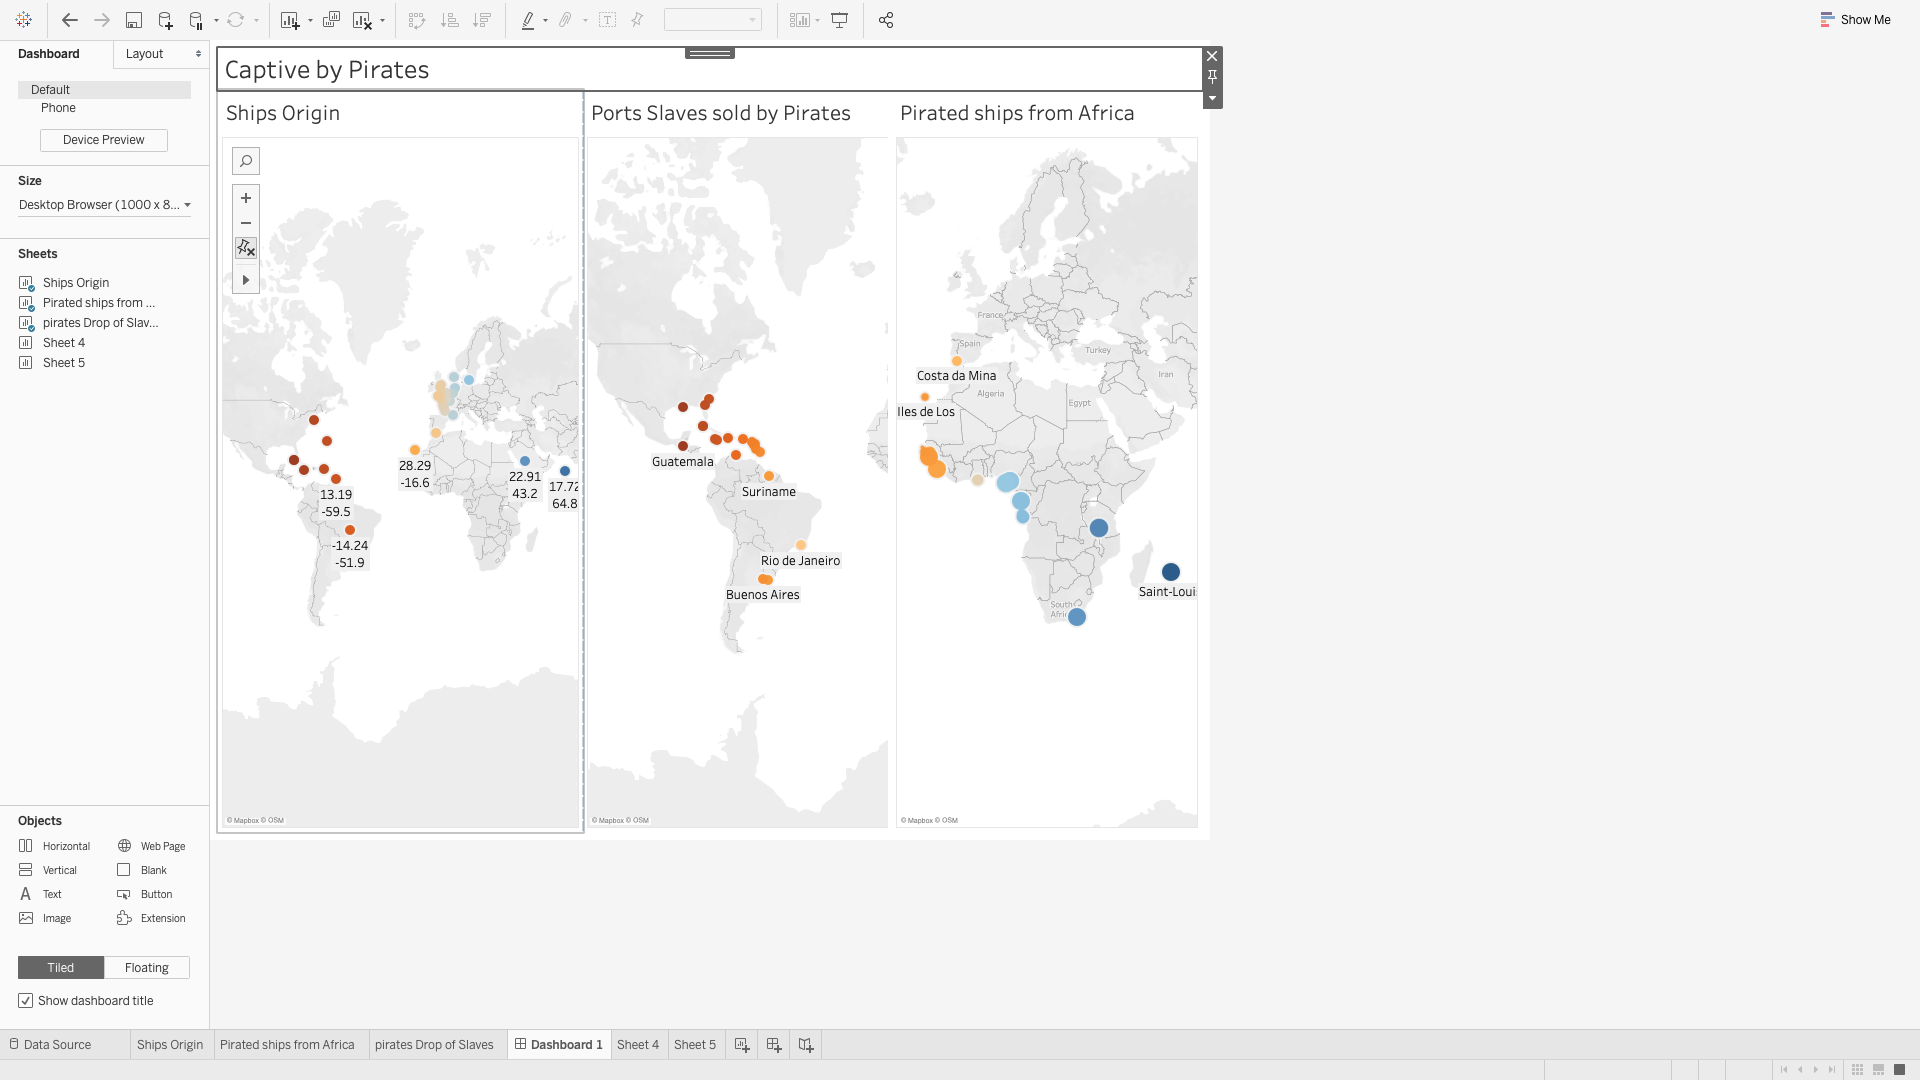 Show Me
Dashboard
Layout
Default
Phone
Device Preview
Size
Desktop Browser (1000 x 8...
Sheets
Ships Origin
Pirated ships from ...
pirates Drop of Slav...
Sheet 4
Sheet 5
Objects
Horizontal
Web Page
Vertical
Blank
Text
Button
Image
Extension
Tiled
Floating
Show dashboard title
Captive by Pirates
Ships Origin
28.29
-16.6
22.91
43.2
17.72
64.8
13.19
-59.5
-14.24
-51.9
© Mapbox © OSM
Ports Slaves sold by Pirates
Guatemala
Suriname
Rio de Janeiro
Buenos Aires
© Mapbox © OSM
Pirated ships from Africa
France
Spain
Turkey
Costa da Mina
Iran
Algeria
Egypt
Iles de Los
Saint-Loui
South
Afri
© Mapbox © OSM
Data Source
Ships Origin
Pirated ships from Africa
pirates Drop of Slaves
Dashboard 1
Sheet 4
Sheet 5